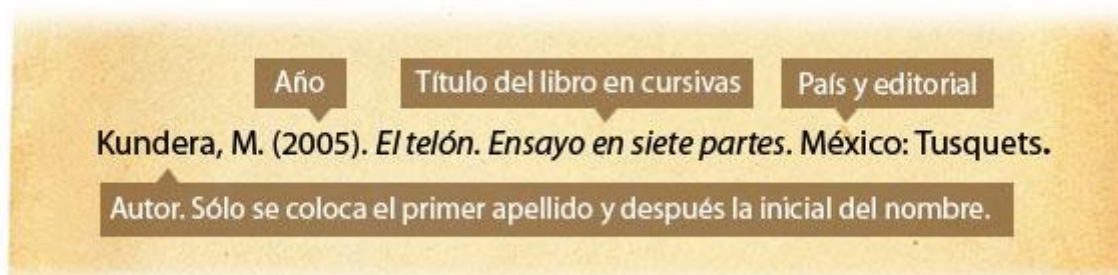 Año Título del libro en cursivas País y editorial
Kundera, M. (2005). El telón. Ensayo en siete partes. México: Tusquets.
Autor. Sólo se coloca el primer apellido y después la inicial del nombre.